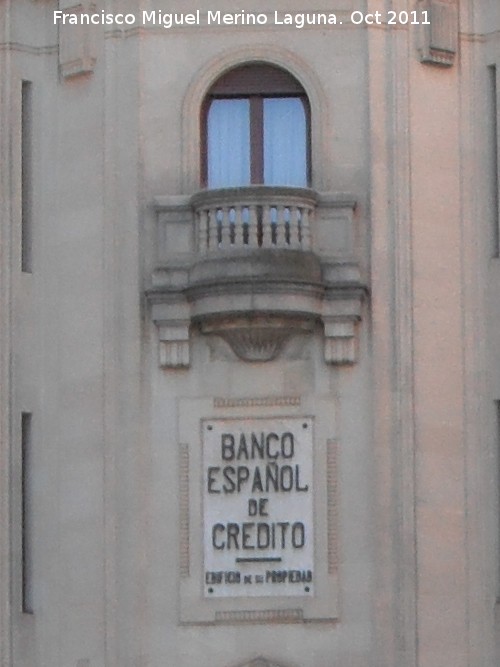 Francisco Miguel Merino Laguna. Oct 2011
BANCO
ESPAÑOL
DE
CREDITO
EDIFICIO DE SU PROPIEDAD